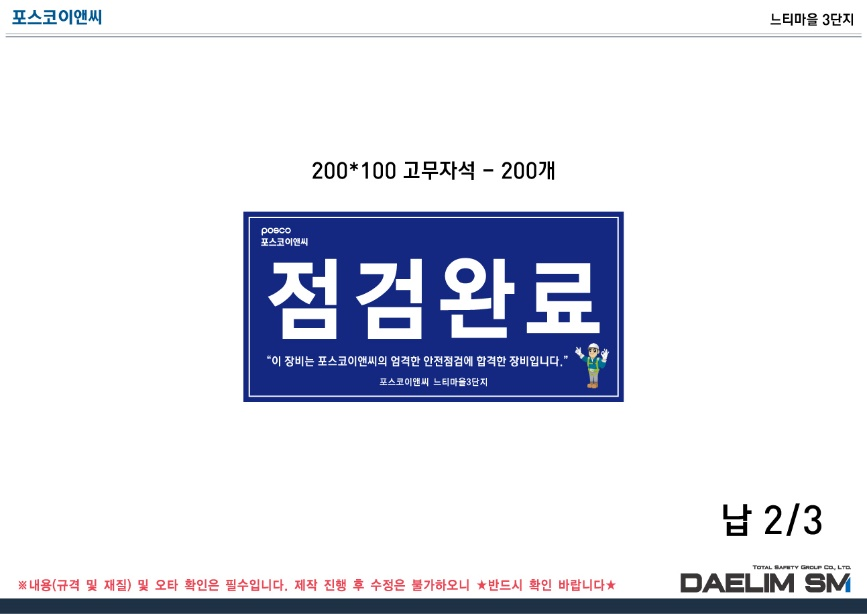 포스코이앤씨
느티마을 3단지
200*100 고무자석 - 200개
posco
포스코이앤씨
점검완료
“이 장비는 포스코이앤씨의 엄격한 안전점검에 합격한 장비입니다.”
포스코이앤씨 느티마을3단지
납 2/3
※내용(규격 및 재질) 및 오타 확인은 필수입니다. 제작 진행 후 수정은 불가하오니 ★반드시 확인 바랍니다★
TOTAL SAFETY GROUP CO., LTD.
DAELIM SM